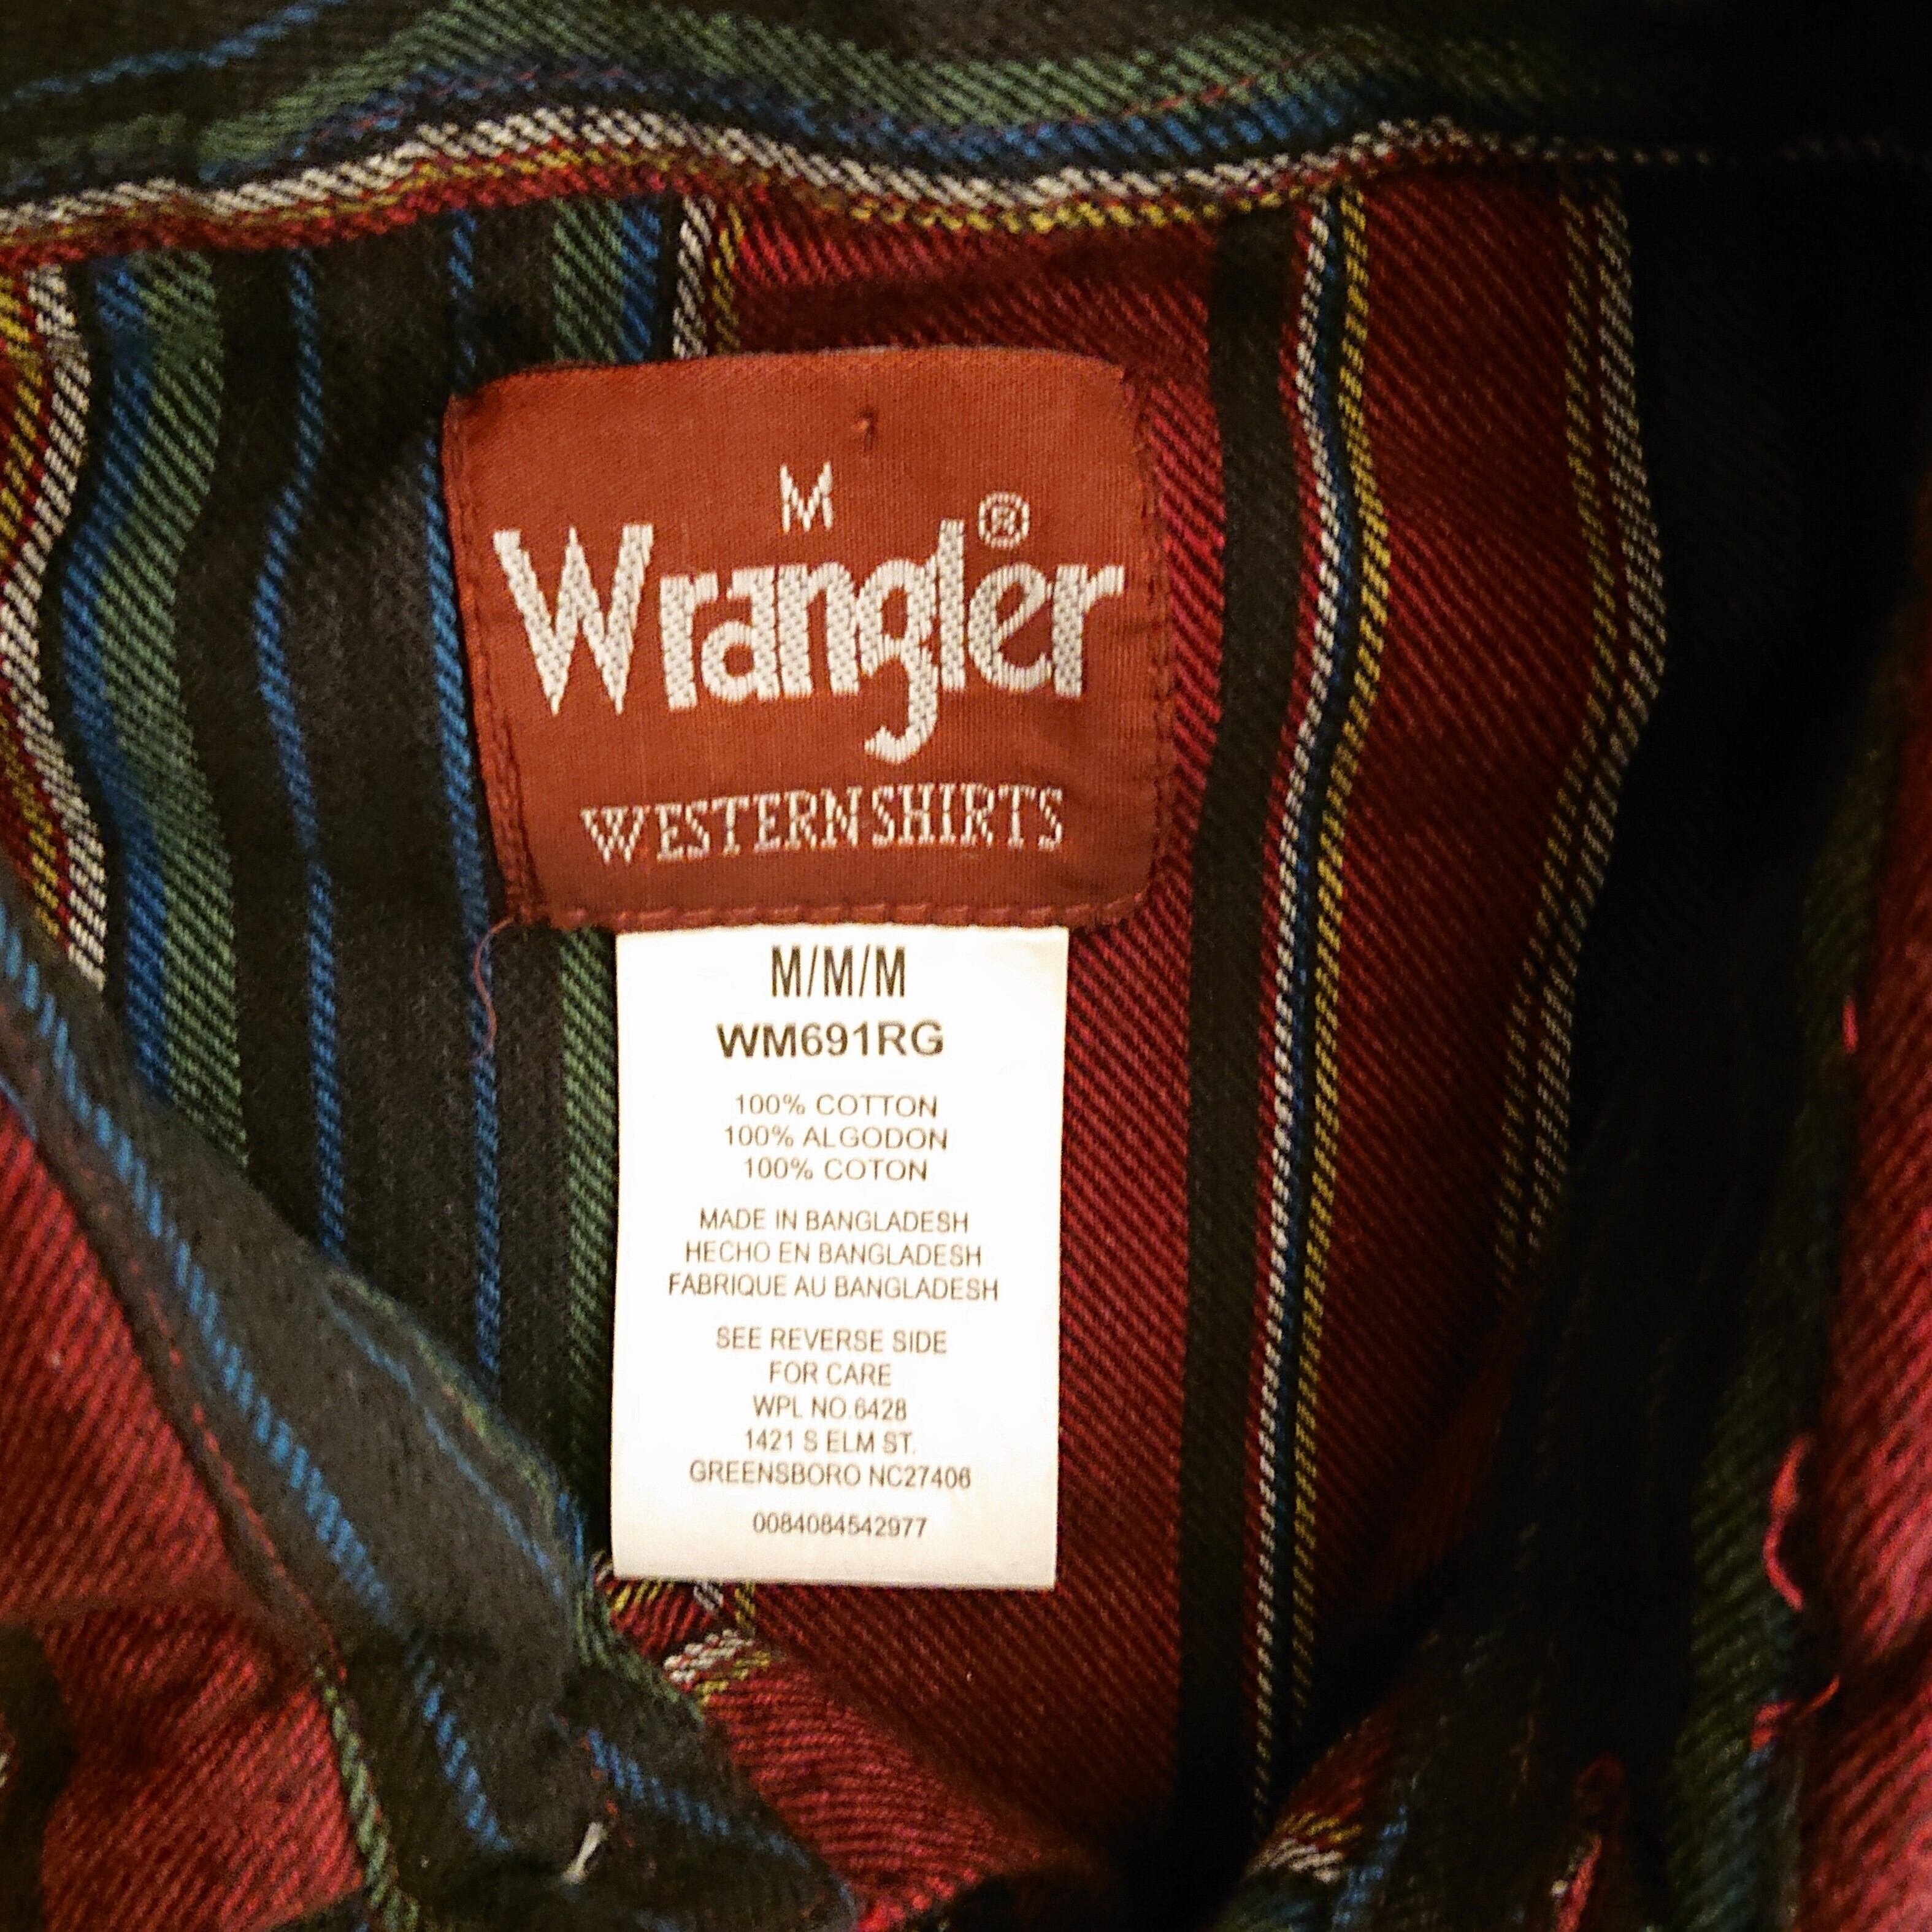 M
Wrangler®
WESTERN SHIRTS
M/M/M
WM691RG
100% COTTON
100% ALGODON
100% COTON
MADE IN BANGLADESH
HECHO EN BANGLADESH
FABRIQUE AU BANGLADESH
SEE REVERSE SIDE
FOR CARE
WPL NO.6428
1421 S ELM ST.
GREENSBORO NC27406
0084084542977